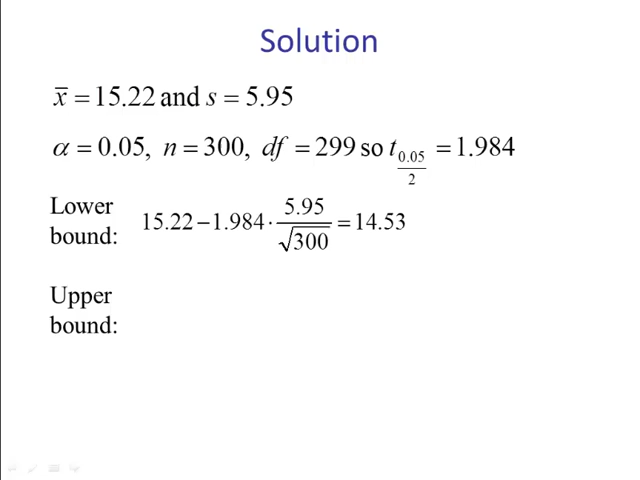 Solution
x̄ = 15.22 and s = 5.95
α = 0.05, n = 300, df = 299 so t_(0.05/2) = 1.984
Lower bound: 15.22 − 1.984 · 5.95/√300 = 14.53
Upper bound: